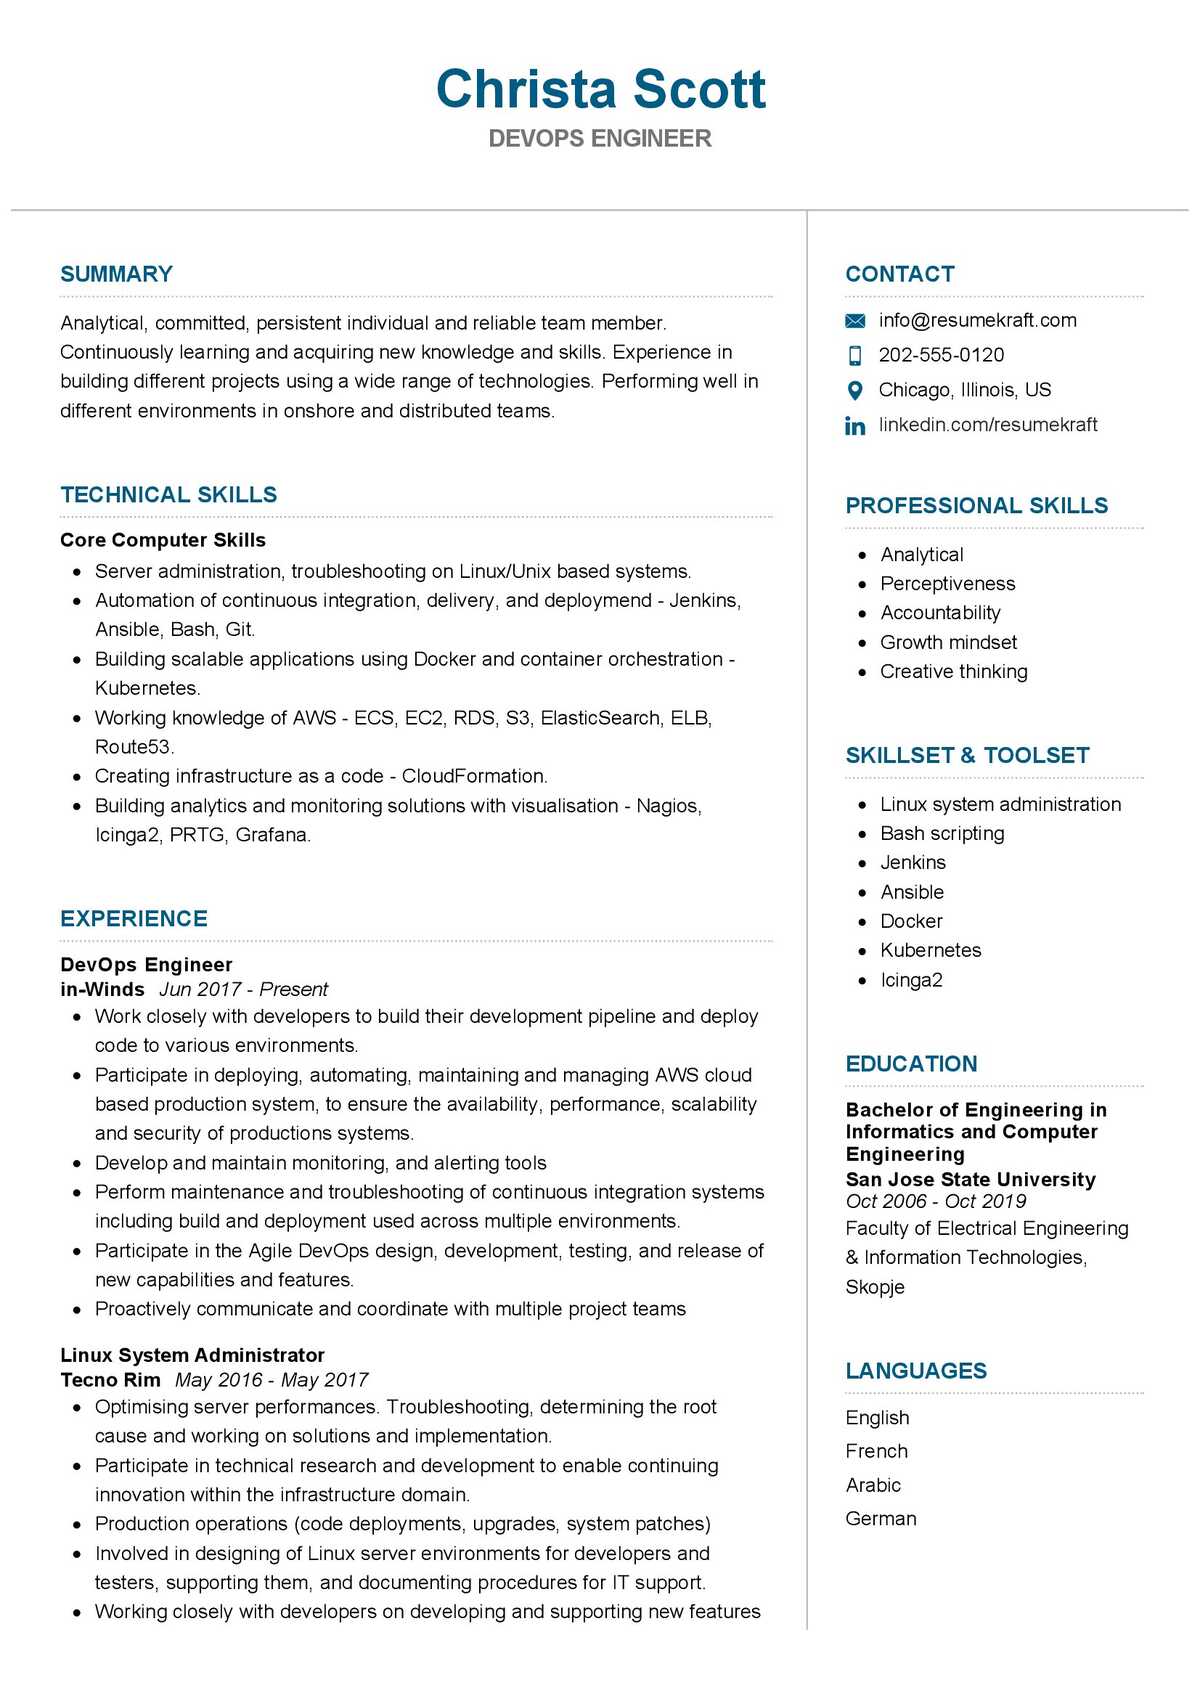 Christa Scott
DEVOPS ENGINEER
SUMMARY
Analytical, committed, persistent individual and reliable team member.
Continuously learning and acquiring new knowledge and skills. Experience in
building different projects using a wide range of technologies. Performing well in
different environments in onshore and distributed teams.
TECHNICAL SKILLS
Core Computer Skills
• Server administration, troubleshooting on Linux/Unix based systems.
• Automation of continuous integration, delivery, and deploymend - Jenkins,
Ansible, Bash, Git.
• Building scalable applications using Docker and container orchestration -
Kubernetes.
• Working knowledge of AWS - ECS, EC2, RDS, S3, ElasticSearch, ELB,
Route53.
• Creating infrastructure as a code - CloudFormation.
• Building analytics and monitoring solutions with visualisation - Nagios,
Icinga2, PRTG, Grafana.
EXPERIENCE
DevOps Engineer
in-Winds Jun 2017 - Present
• Work closely with developers to build their development pipeline and deploy
code to various environments.
• Participate in deploying, automating, maintaining and managing AWS cloud
based production system, to ensure the availability, performance, scalability
and security of productions systems.
• Develop and maintain monitoring, and alerting tools
• Perform maintenance and troubleshooting of continuous integration systems
including build and deployment used across multiple environments.
• Participate in the Agile DevOps design, development, testing, and release of
new capabilities and features.
• Proactively communicate and coordinate with multiple project teams
Linux System Administrator
Tecno Rim May 2016 - May 2017
• Optimising server performances. Troubleshooting, determining the root
cause and working on solutions and implementation.
• Participate in technical research and development to enable continuing
innovation within the infrastructure domain.
• Production operations (code deployments, upgrades, system patches)
• Involved in designing of Linux server environments for developers and
testers, supporting them, and documenting procedures for IT support.
• Working closely with developers on developing and supporting new features
CONTACT
info@resumekraft.com
202-555-0120
Chicago, Illinois, US
linkedin.com/resumekraft
PROFESSIONAL SKILLS
• Analytical
• Perceptiveness
• Accountability
• Growth mindset
• Creative thinking
SKILLSET & TOOLSET
• Linux system administration
• Bash scripting
• Jenkins
• Ansible
• Docker
• Kubernetes
• Icinga2
EDUCATION
Bachelor of Engineering in
Informatics and Computer
Engineering
San Jose State University
Oct 2006 - Oct 2019
Faculty of Electrical Engineering
& Information Technologies,
Skopje
LANGUAGES
English
French
Arabic
German